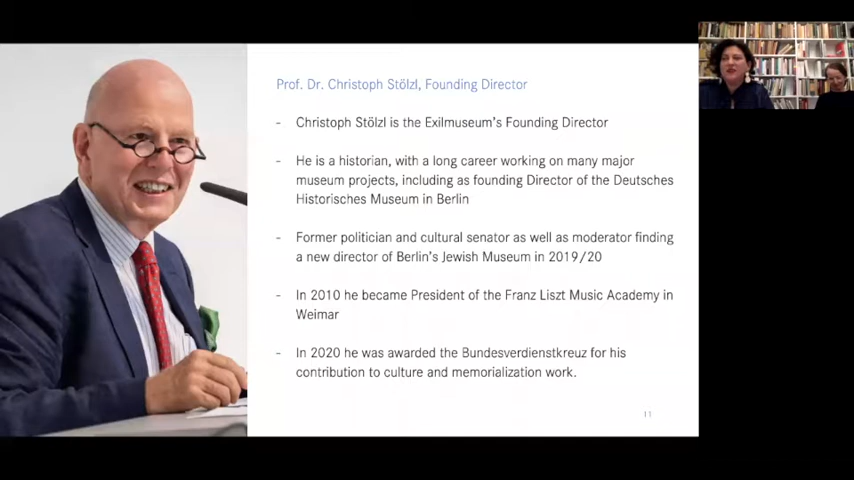 Prof. Dr. Christoph Stölzl, Founding Director
- Christoph Stölzl is the Exilmuseum's Founding Director
- He is a historian, with a long career working on many major
museum projects, including as founding Director of the Deutsches
Historisches Museum in Berlin
- Former politician and cultural senator as well as moderator finding
a new director of Berlin's Jewish Museum in 2019/20
- In 2010 he became President of the Franz Liszt Music Academy in
Weimar
- In 2020 he was awarded the Bundesverdienstkreuz for his
contribution to culture and memorialization work.
11